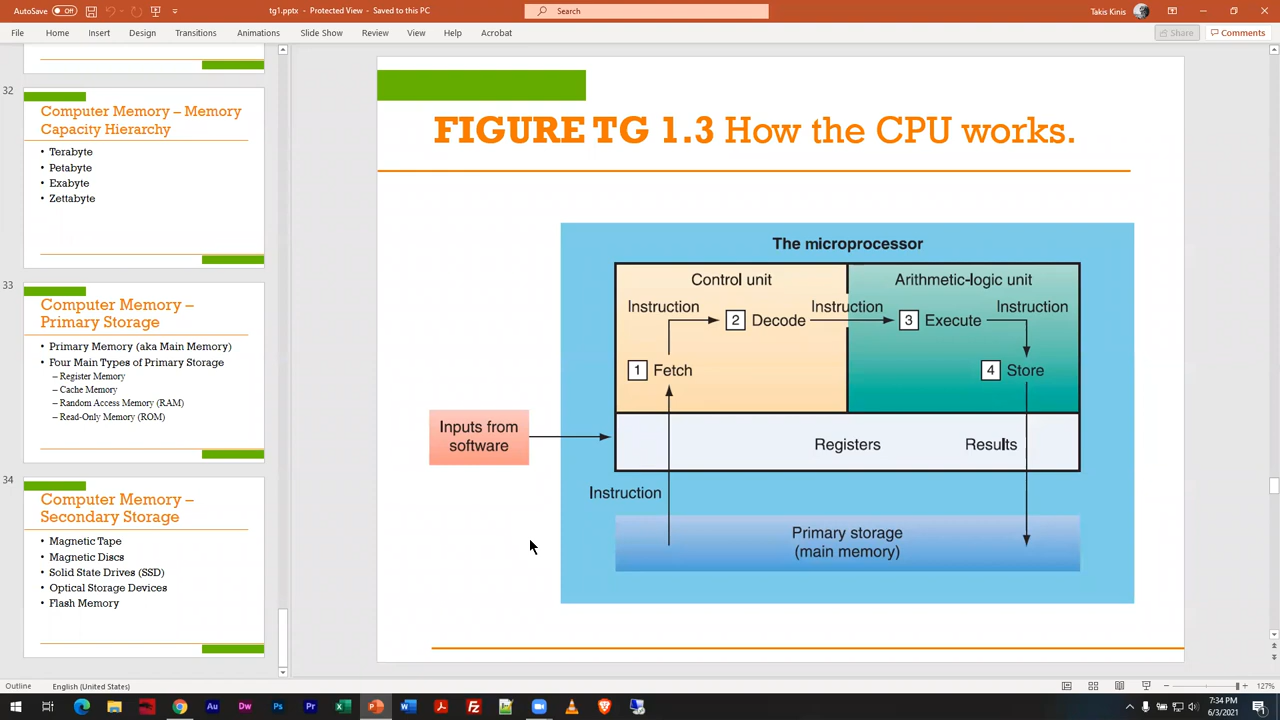 AutoSave Off
tg1.pptx - Protected View - Saved to this PC
Search
Takis Kinis
File Home Insert Design Transitions Animations Slide Show Review View Help Acrobat
Share Comments
32
Computer Memory – Memory
Capacity Hierarchy
• Terabyte
• Petabyte
• Exabyte
• Zettabyte
33
Computer Memory –
Primary Storage
• Primary Memory (aka Main Memory)
• Four Main Types of Primary Storage
– Register Memory
– Cache Memory
– Random Access Memory (RAM)
– Read-Only Memory (ROM)
34
Computer Memory –
Secondary Storage
• Magnetic Tape
• Magnetic Discs
• Solid State Drives (SSD)
• Optical Storage Devices
• Flash Memory
FIGURE TG 1.3 How the CPU works.
The microprocessor
Control unit
Arithmetic-logic unit
Instruction
Instruction
Instruction
2 Decode
3 Execute
1 Fetch
4 Store
Inputs from
software
Registers
Results
Instruction
Primary storage
(main memory)
Outline English (United States)
127%
Au Dw Ps Pr
7:34 PM
6/3/2021
1